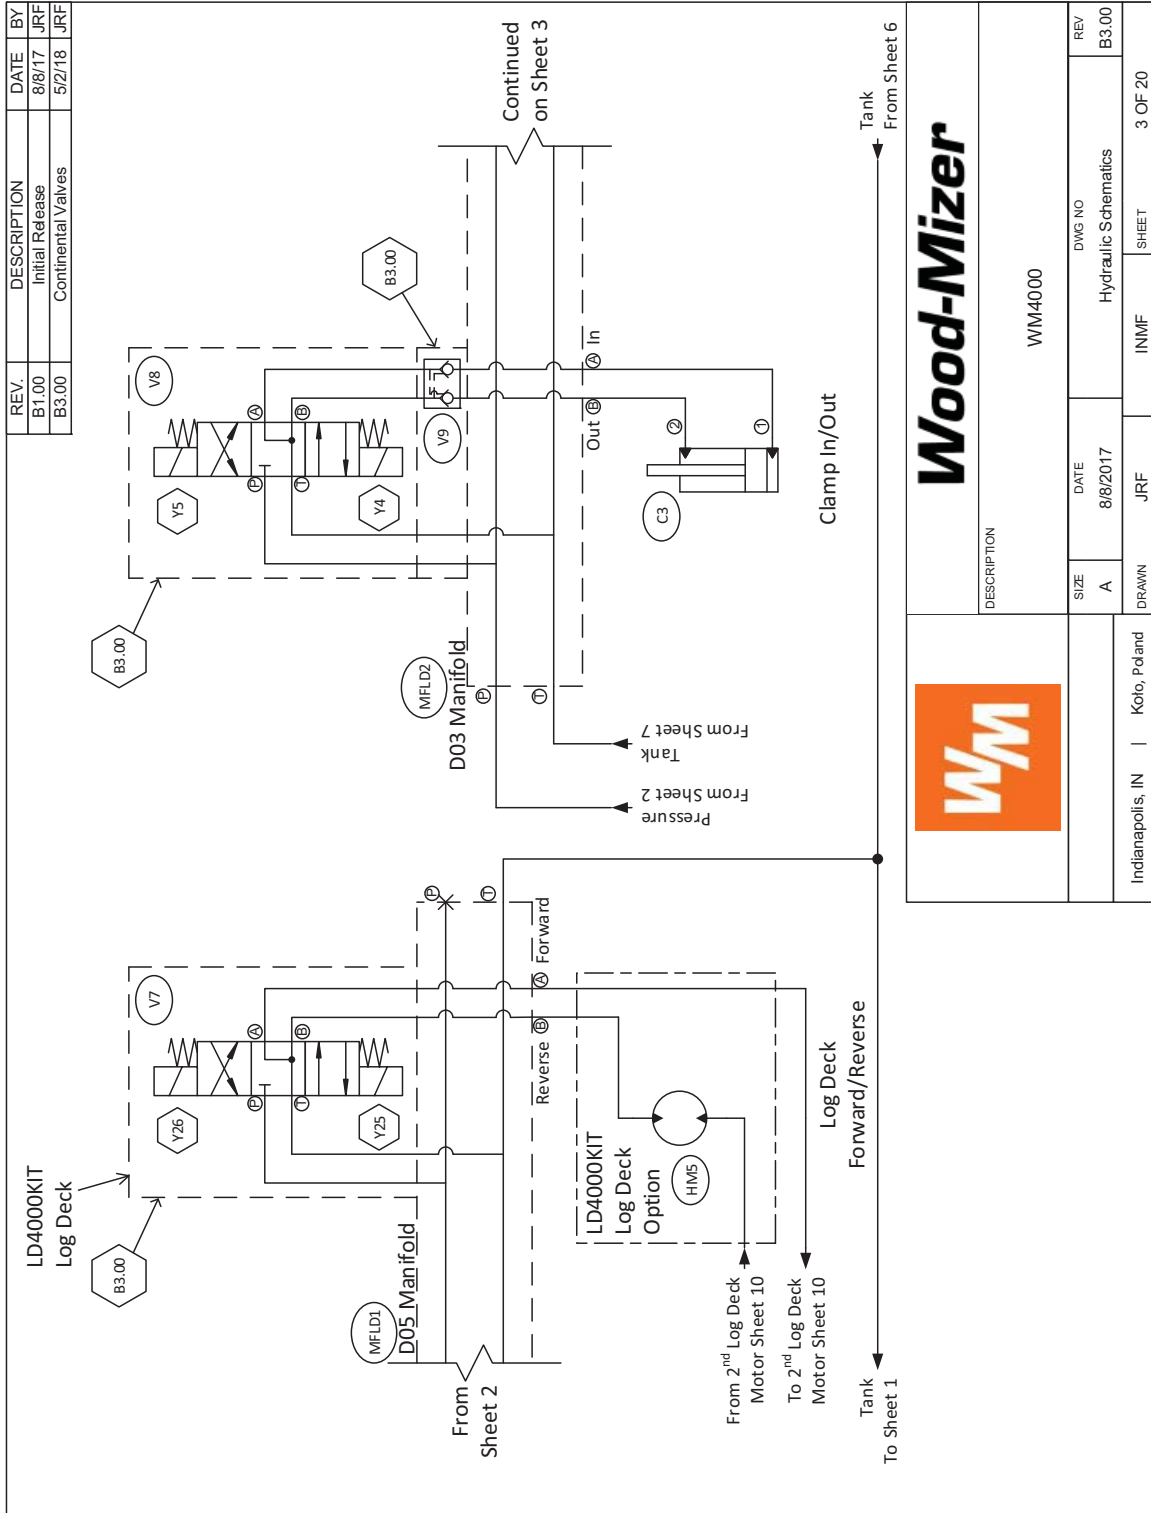 REV. DESCRIPTION DATE BY
B1.00 Initial Release 8/8/17 JRF
B3.00 Continental Valves 5/2/18 JRF
LD4000KIT
Log Deck
B3.00
V7
Y26
Y25
P
T
A
B
MFLD1
D05 Manifold
From
Sheet 2
P
T
Reverse
B
A
Forward
LD4000KIT
Log Deck
Option
HM5
From 2nd Log Deck
Motor Sheet 10
To 2nd Log Deck
Motor Sheet 10
Log Deck
Forward/Reverse
Tank
To Sheet 1
B3.00
V8
Y5
Y4
P
T
A
B
V9
B3.00
MFLD2
D03 Manifold
P
T
Pressure
From Sheet 2
Tank
From Sheet 7
Continued
on Sheet 3
Out
B
A
In
2
1
C3
Clamp In/Out
Tank
From Sheet 6
WM
Wood-Mizer
DESCRIPTION
WM4000
SIZE
A
DATE
8/8/2017
DWG NO
Hydraulic Schematics
REV
B3.00
Indianapolis, IN | Koło, Poland
DRAWN
JRF
INMF
SHEET
3 OF 20